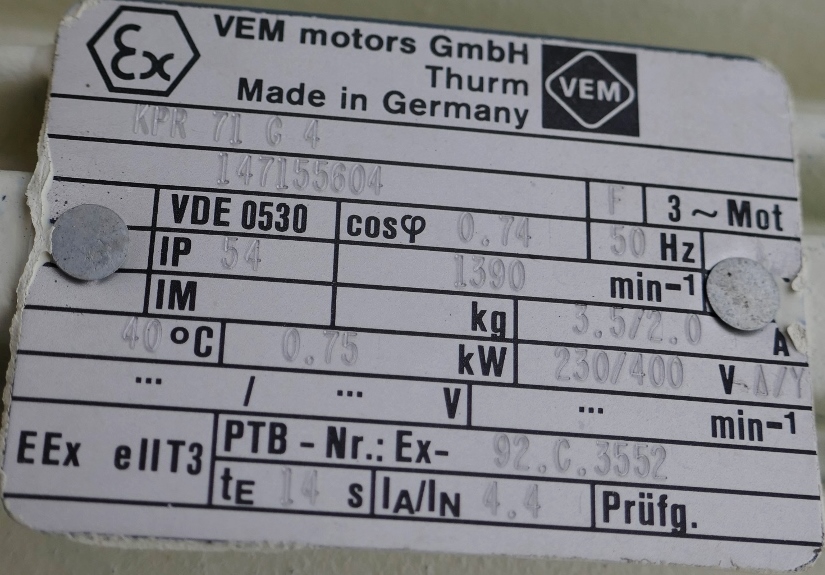 Ex VEM motors GmbH
Thurm VEM
Made in Germany
KPR 71 G 4
147155604 F 3 ~ Mot
VDE 0530 cosφ 0.74 50 Hz
IP 54 1390 min-1
IM kg 3.5/2.0 A
40 °C 0.75 kW 230/400 V Δ/Y
... / ... V ... min-1
EEx eIIT3 PTB - Nr.: Ex- 92.C.3552
tE 14 s IA/IN 4.4 Prüfg.